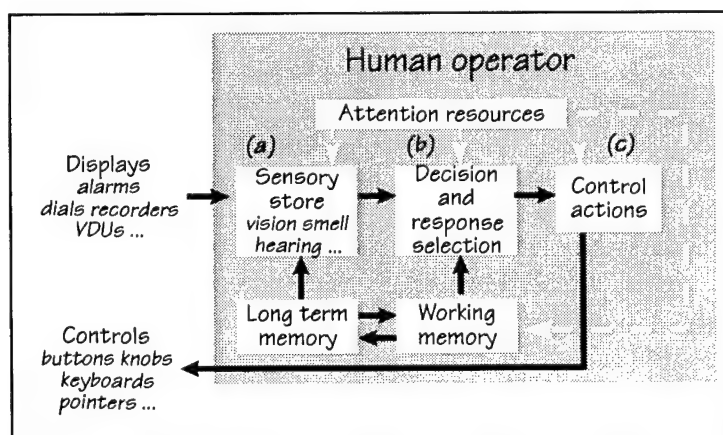 Human operator
Attention resources
(a)
(b)
(c)
Displays
alarms
dials recorders
VDUs ...
Sensory
store
vision smell
hearing ...
Decision and
response
selection
Control
actions
Long term
memory
Working
memory
Controls
buttons knobs
keyboards
pointers ...